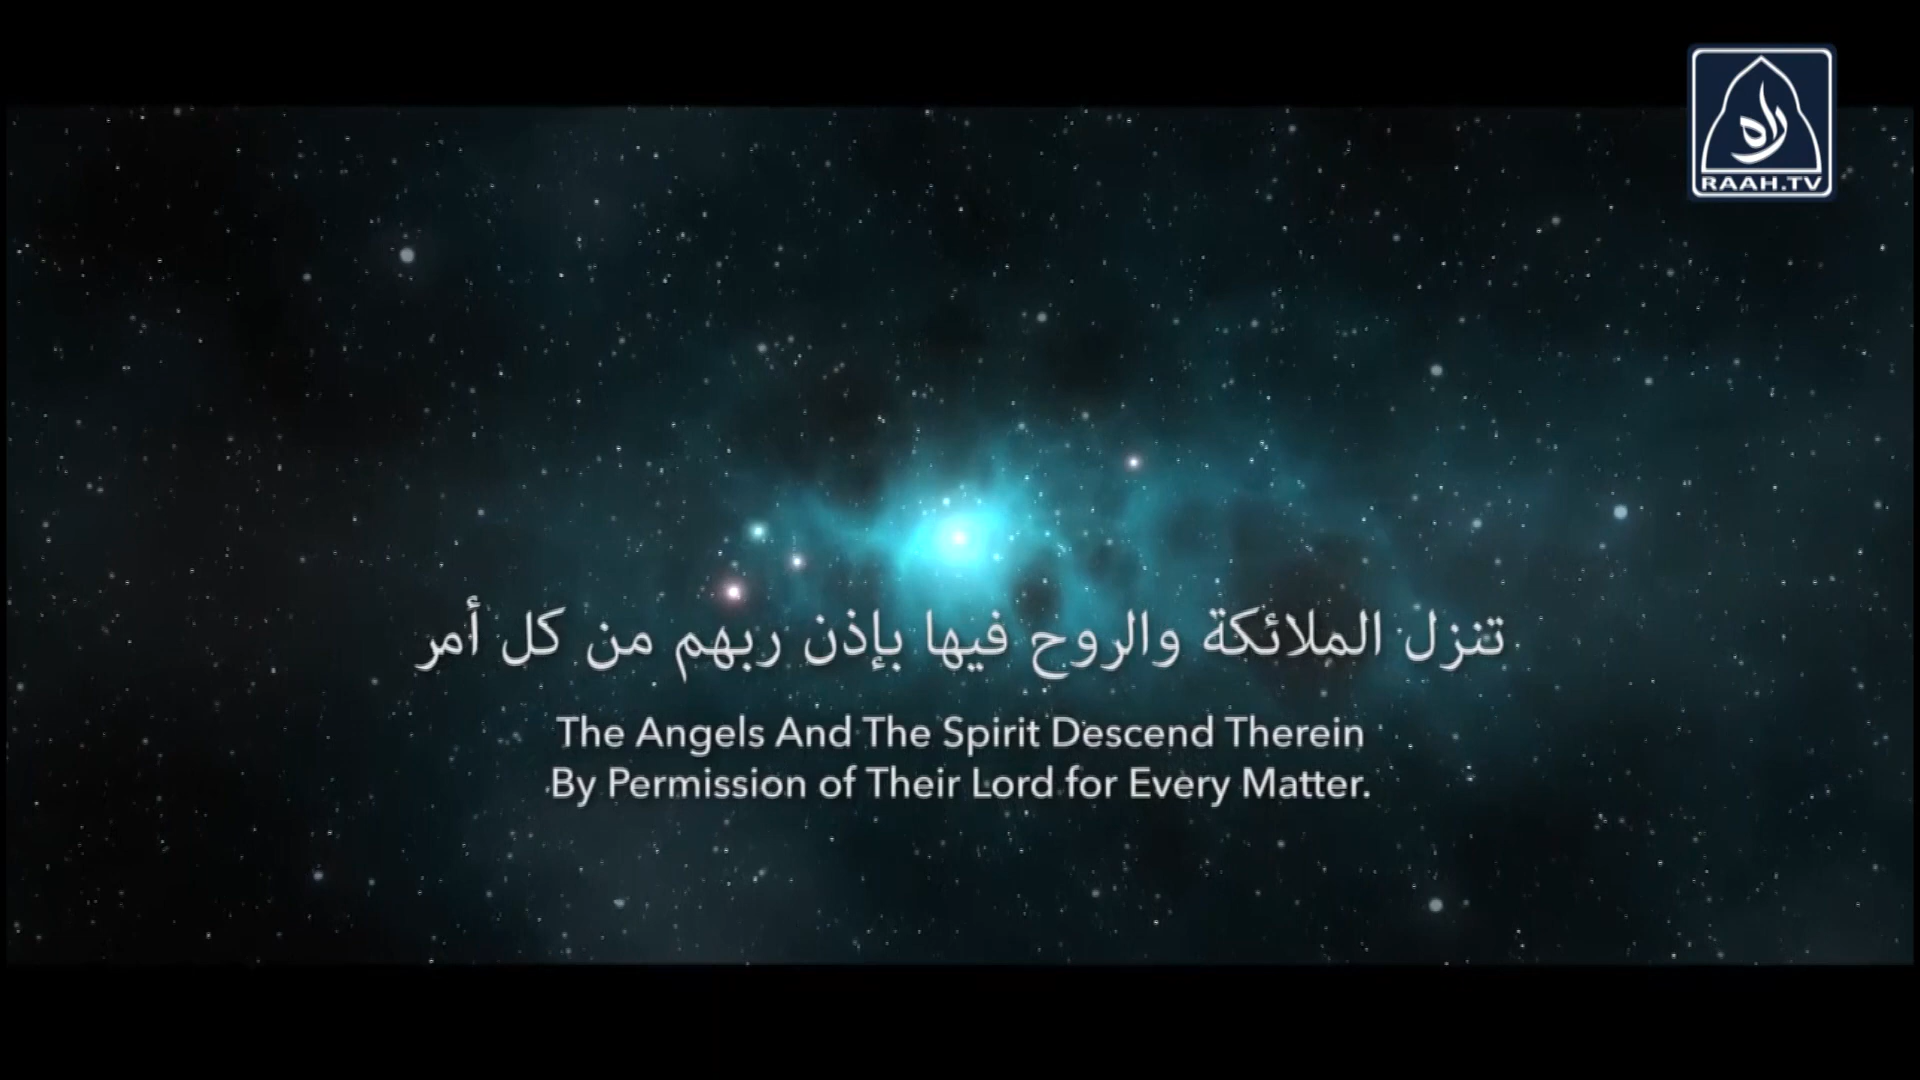 راه
RAAH.TV
تنزل الملائكة والروح فيها بإذن ربهم من كل أمر
The Angels And The Spirit Descend Therein
By Permission of Their Lord for Every Matter.